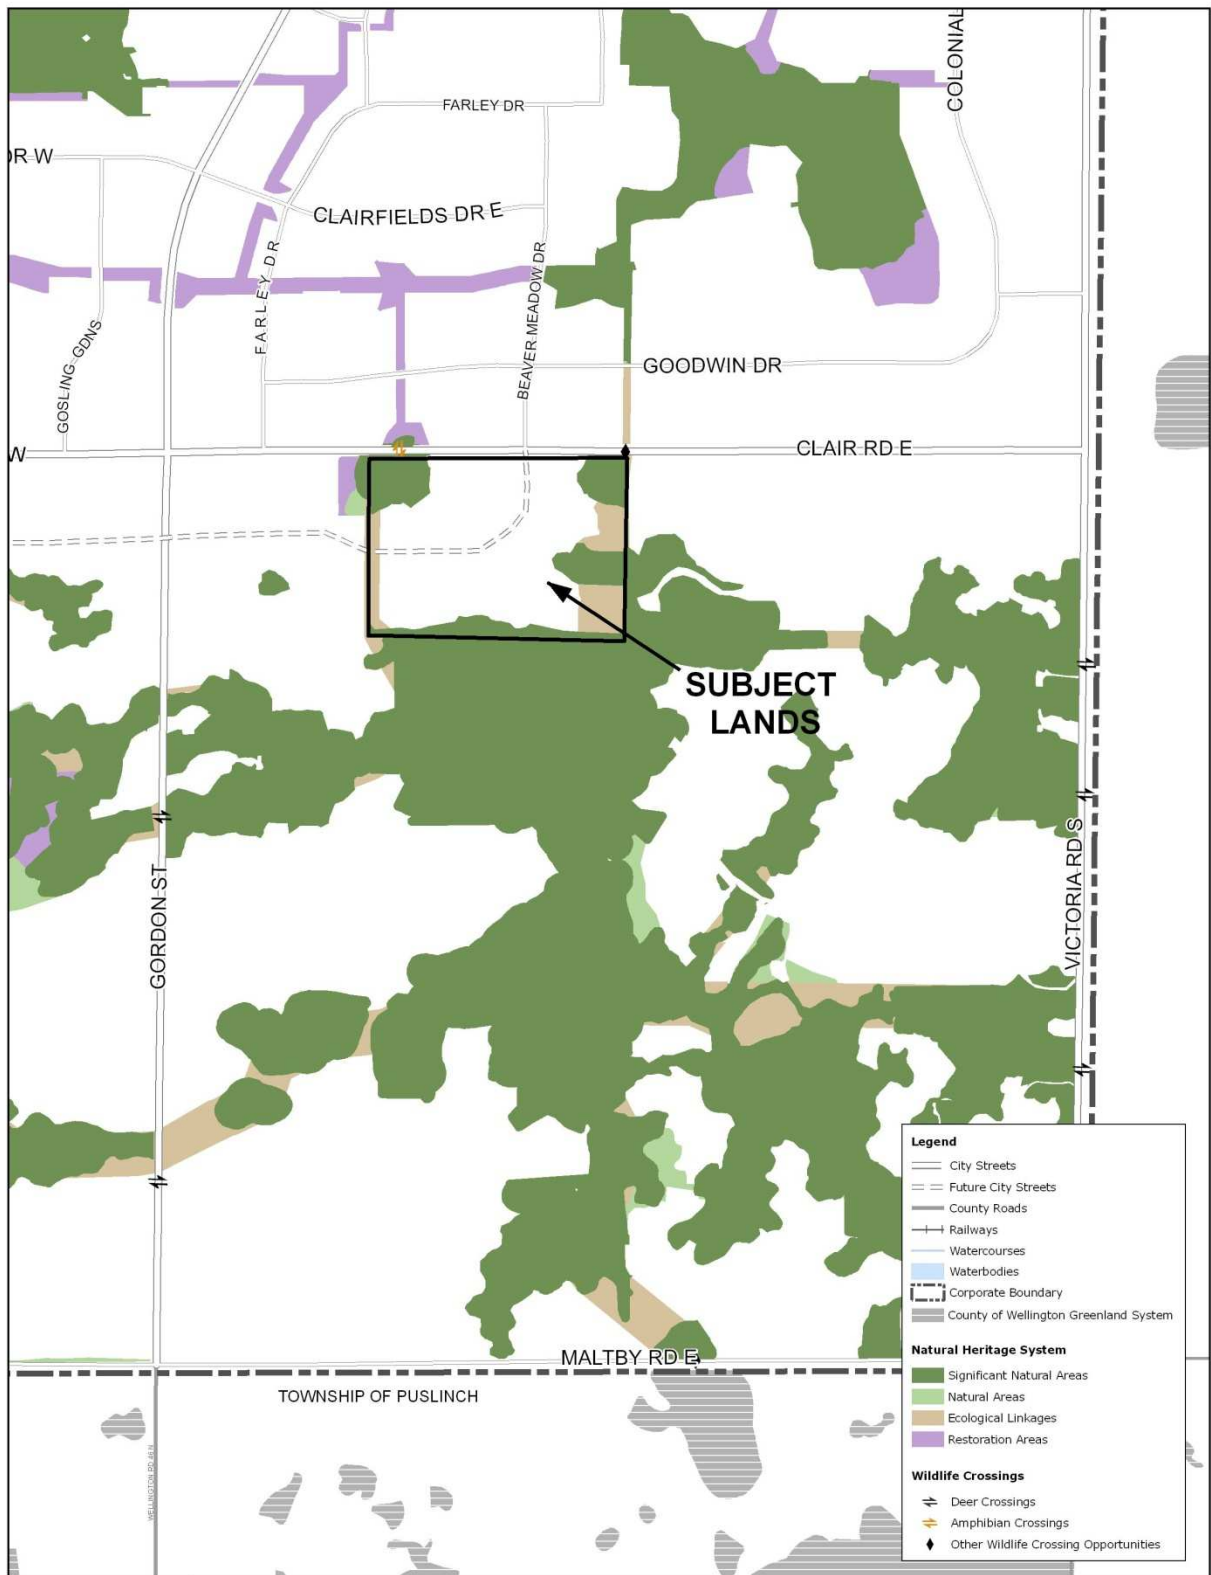 COLONIAL
FARLEY DR
DR W
CLAIRFIELDS DR E
FARLEY DR
BEAVER MEADOW DR
GOSLING GDNS
GOODWIN DR
W
CLAIR RD E
SUBJECT
LANDS
GORDON ST
VICTORIA RD S
MALTBY RD E
TOWNSHIP OF PUSLINCH
WELLINGTON RD 46 N
Legend
City Streets
Future City Streets
County Roads
Railways
Watercourses
Waterbodies
Corporate Boundary
County of Wellington Greenland System
Natural Heritage System
Significant Natural Areas
Natural Areas
Ecological Linkages
Restoration Areas
Wildlife Crossings
Deer Crossings
Amphibian Crossings
Other Wildlife Crossing Opportunities